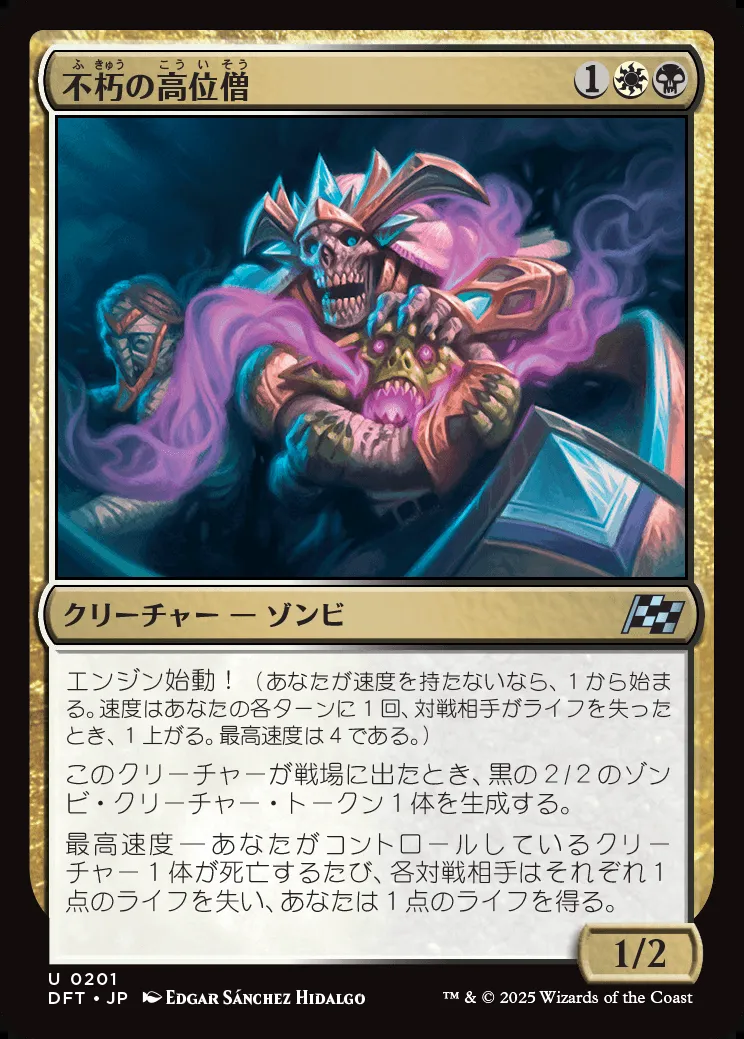 不朽の高位僧
ふきゅう こういそう
1
クリーチャー — ゾンビ
エンジン始動！（あなたが速度を持たないなら、１から始ま
る。速度はあなたの各ターンに１回、対戦相手がライフを失った
とき、１上がる。最高速度は４である。）
このクリーチャーが戦場に出たとき、黒の２/２のゾン
ビ・クリーチャー・トークン１体を生成する。
最高速度 — あなたがコントロールしているクリー
チャー１体が死亡するたび、各対戦相手はそれぞれ１
点のライフを失い、あなたは１点のライフを得る。
1/2
U 0201
DFT • JP Edgar Sánchez Hidalgo
™ & © 2025 Wizards of the Coast